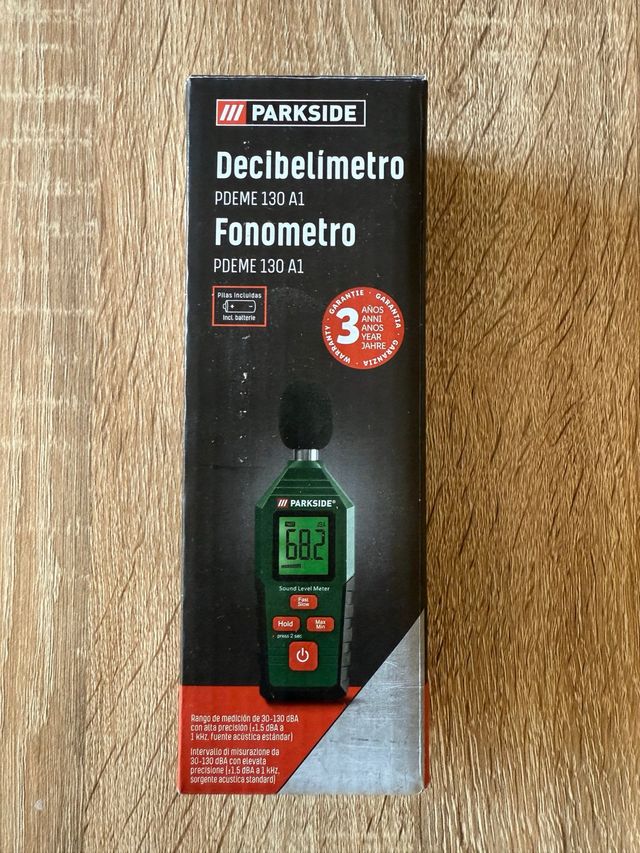 PARKSIDE
Decibelímetro
PDEME 130 A1
Fonometro
PDEME 130 A1
Pilas incluidas
+ -
Incl. batterie
GARANTIE · GARANTIA · GARANZIA · WARRANTY ·
3
AÑOS
ANNI
ANOS
YEAR
JAHRE
PARKSIDE®
dBA
68.2
Sound Level Meter
Fast
Slow
Hold
Max
Min
press 2 sec
Rango de medición de 30-130 dBA
con alta precisión (±1,5 dBA a
1 kHz, fuente acústica estándar)
Intervallo di misurazione da
30-130 dBA con elevata
precisione (±1,5 dBA a 1 kHz,
sorgente acustica standard)